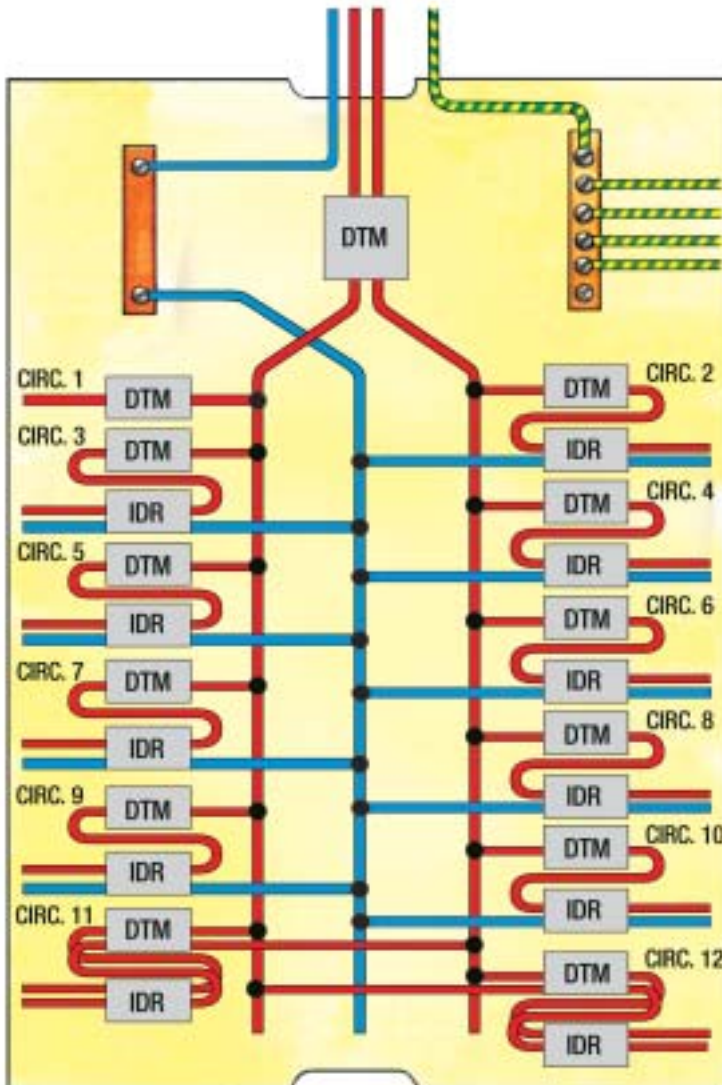 DTM
CIRC. 1
DTM
CIRC. 2
DTM
IDR
CIRC. 3
DTM
IDR
CIRC. 4
DTM
IDR
CIRC. 5
DTM
IDR
CIRC. 6
DTM
IDR
CIRC. 7
DTM
IDR
CIRC. 8
DTM
IDR
CIRC. 9
DTM
IDR
CIRC. 10
DTM
IDR
CIRC. 11
DTM
IDR
CIRC. 12
DTM
IDR